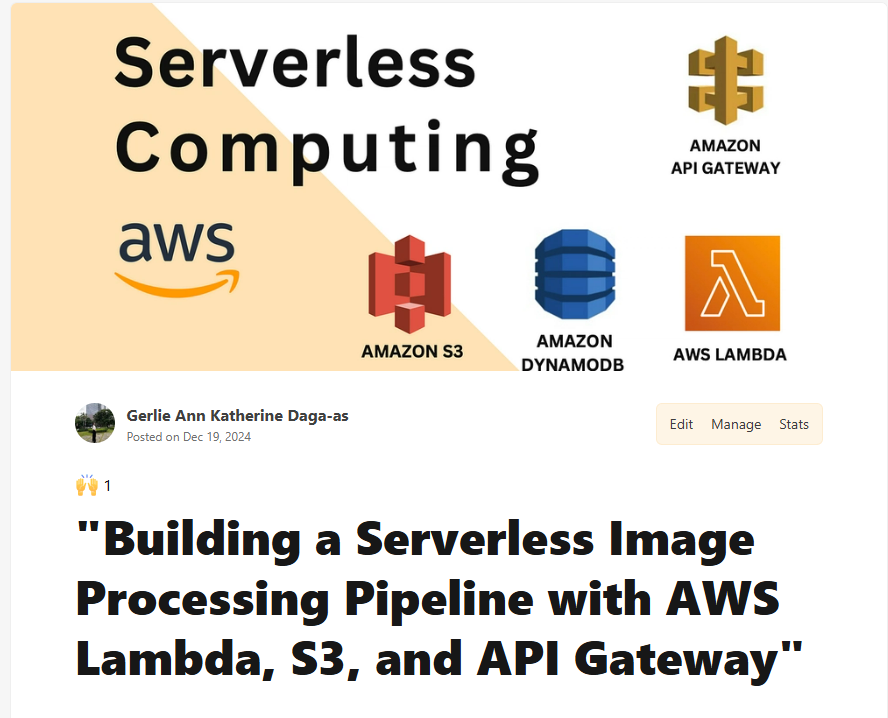 Serverless
Computing
aws
AMAZON
API GATEWAY
AMAZON S3
AMAZON
DYNAMODB
AWS LAMBDA
Gerlie Ann Katherine Daga-as
Posted on Dec 19, 2024
Edit Manage Stats
🙌 1
"Building a Serverless Image
Processing Pipeline with AWS
Lambda, S3, and API Gateway"